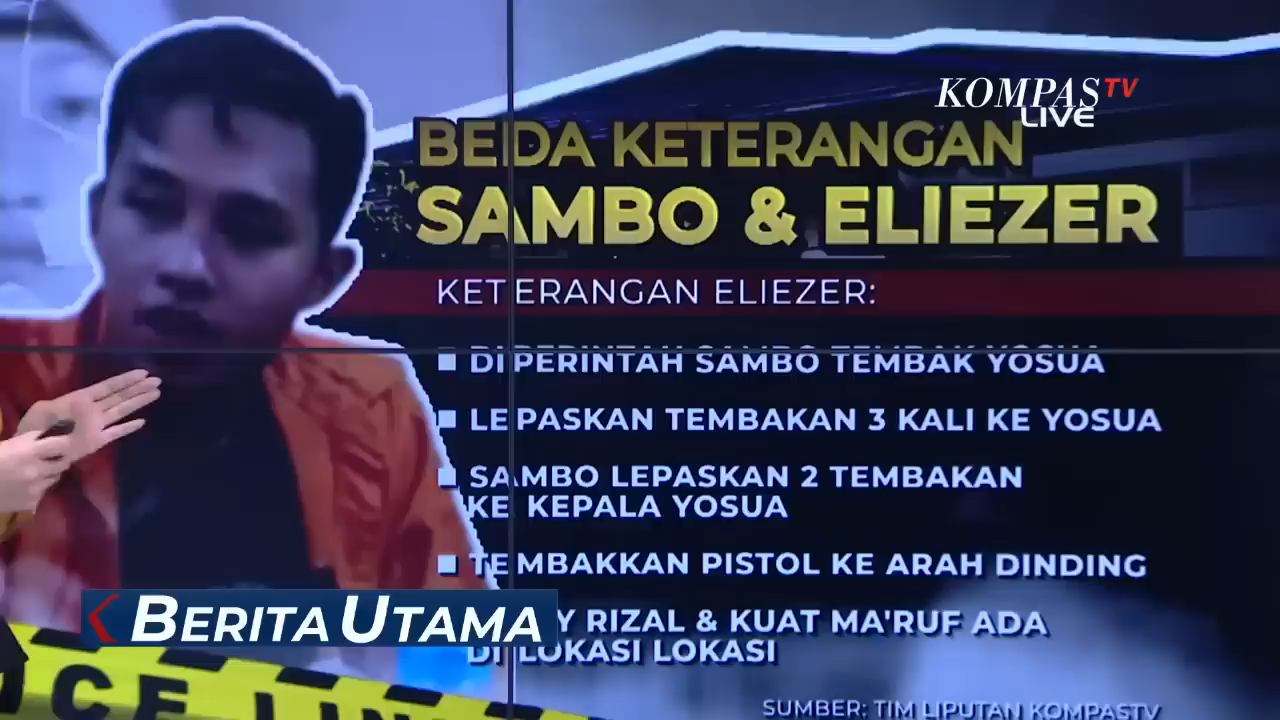 KOMPAS TV
LIVE
BEDA KETERANGAN
SAMBO & ELIEZER
KETERANGAN ELIEZER:
DIPERINTAH SAMBO TEMBAK YOSUA
LEPASKAN TEMBAKAN 3 KALI KE YOSUA
SAMBO LEPASKAN 2 TEMBAKAN
KE KEPALA YOSUA
TEMBAKKAN PISTOL KE ARAH DINDING
RIZAL & KUAT MA'RUF ADA
DI LOKASI LOKASI
BERITA UTAMA
SUMBER: TIM LIPUTAN KOMPASTV